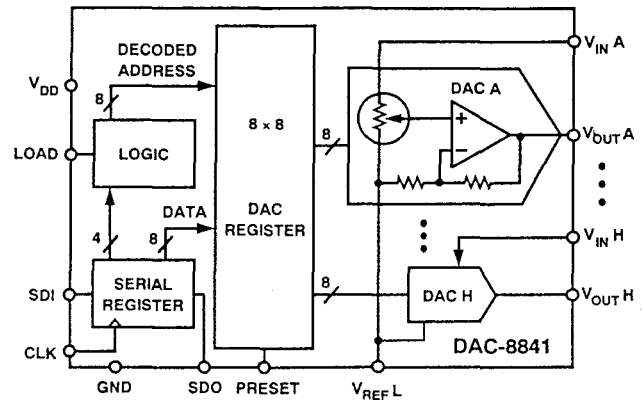 DECODED
ADDRESS
V_DD
8
LOAD
LOGIC
4
8
DATA
SDI
SERIAL
REGISTER
CLK
GND
SDO
PRESET
V_REF L
8 × 8
DAC
REGISTER
8
8
DAC A
+
−
V_IN A
V_OUT A
V_IN H
DAC H
V_OUT H
DAC-8841